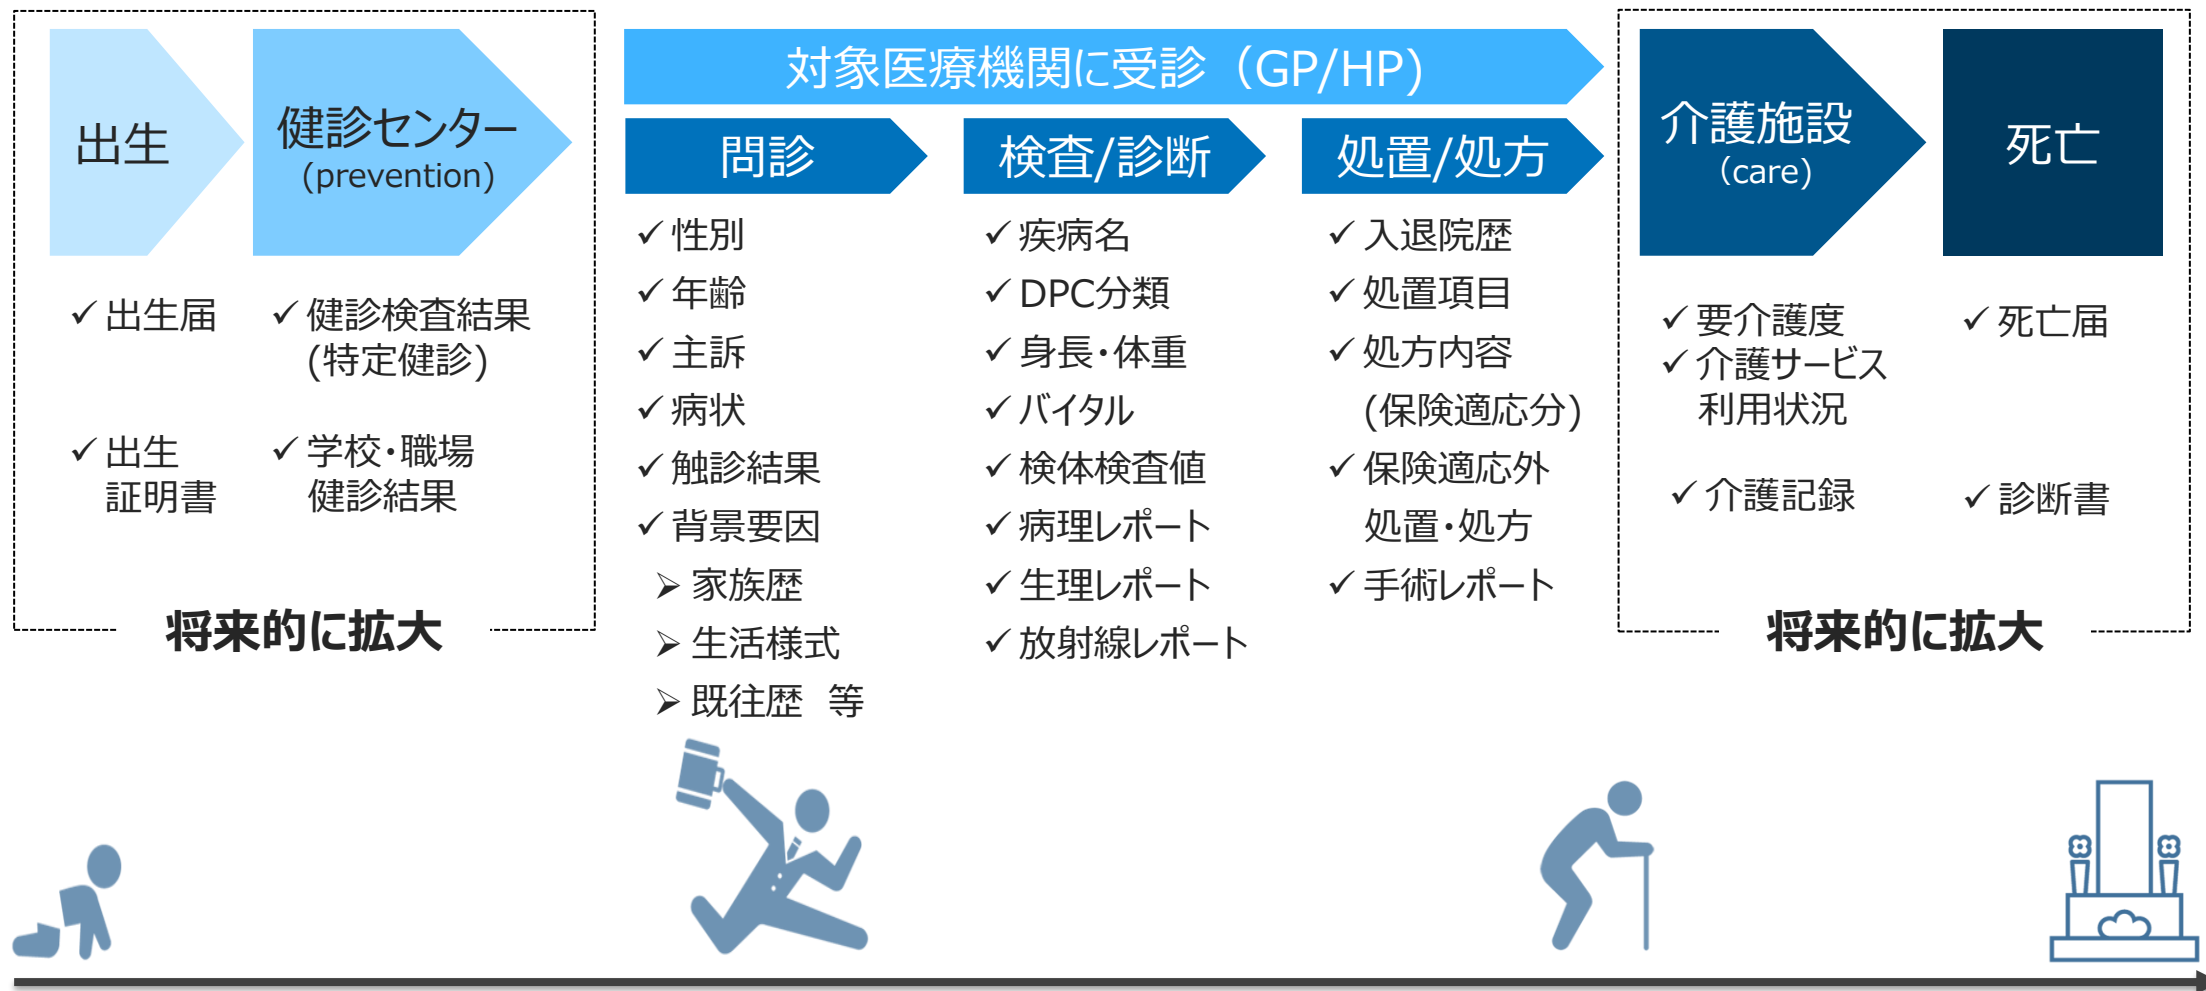 出生
✓出生届
✓出生
証明書
健診センター
(prevention)
✓健診検査結果
(特定健診)
✓学校・職場
健診結果
将来的に拡大
対象医療機関に受診（GP/HP）
問診
✓性別
✓年齢
✓主訴
✓病状
✓触診結果
✓背景要因
➢家族歴
➢生活様式
➢既往歴　等
検査/診断
✓疾病名
✓DPC分類
✓身長・体重
✓バイタル
✓検体検査値
✓病理レポート
✓生理レポート
✓放射線レポート
処置/処方
✓入退院歴
✓処置項目
✓処方内容
(保険適応分)
✓保険適応外
処置・処方
✓手術レポート
介護施設
（care）
✓要介護度
✓介護サービス
利用状況
✓介護記録
死亡
✓死亡届
✓診断書
将来的に拡大